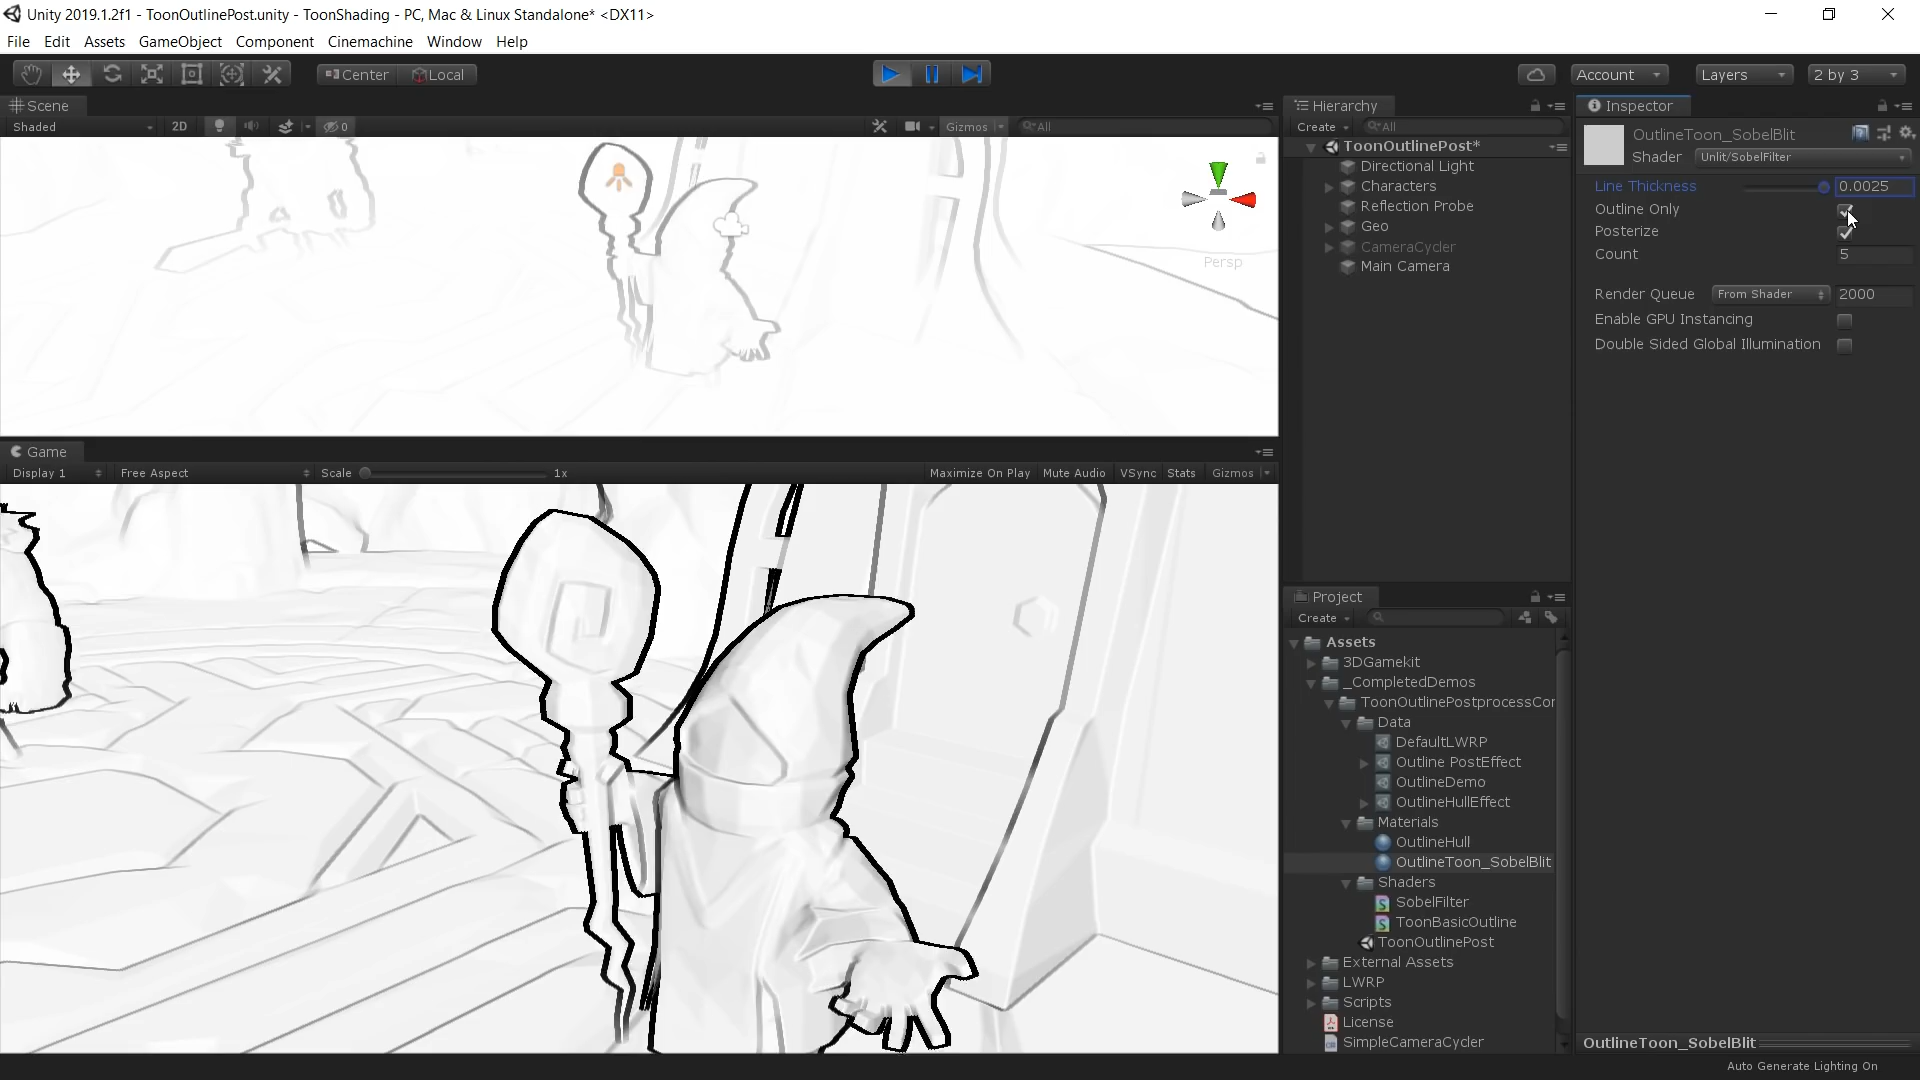 Unity 2019.1.2f1 - ToonOutlinePost.unity - ToonShading - PC, Mac & Linux Standalone* <DX11>
File Edit Assets GameObject Component Cinemachine Window Help
Center Local Account Layers 2 by 3
Scene
Shaded 2D 0 Gizmos All
Persp
Game
Display 1 Free Aspect Scale 1x Maximize On Play Mute Audio VSync Stats Gizmos
Hierarchy
Create All
ToonOutlinePost*
Directional Light
Characters
Reflection Probe
Geo
CameraCycler
Main Camera
Project
Create
Assets
3DGamekit
_CompletedDemos
ToonOutlinePostprocessCor
Data
DefaultLWRP
Outline PostEffect
OutlineDemo
OutlineHullEffect
Materials
OutlineHull
OutlineToon_SobelBlit
Shaders
SobelFilter
ToonBasicOutline
ToonOutlinePost
External Assets
LWRP
Scripts
License
SimpleCameraCycler
Inspector
OutlineToon_SobelBlit
Shader Unlit/SobelFilter
Line Thickness 0.0025
Outline Only
Posterize
Count 5
Render Queue From Shader 2000
Enable GPU Instancing
Double Sided Global Illumination
OutlineToon_SobelBlit
Auto Generate Lighting On